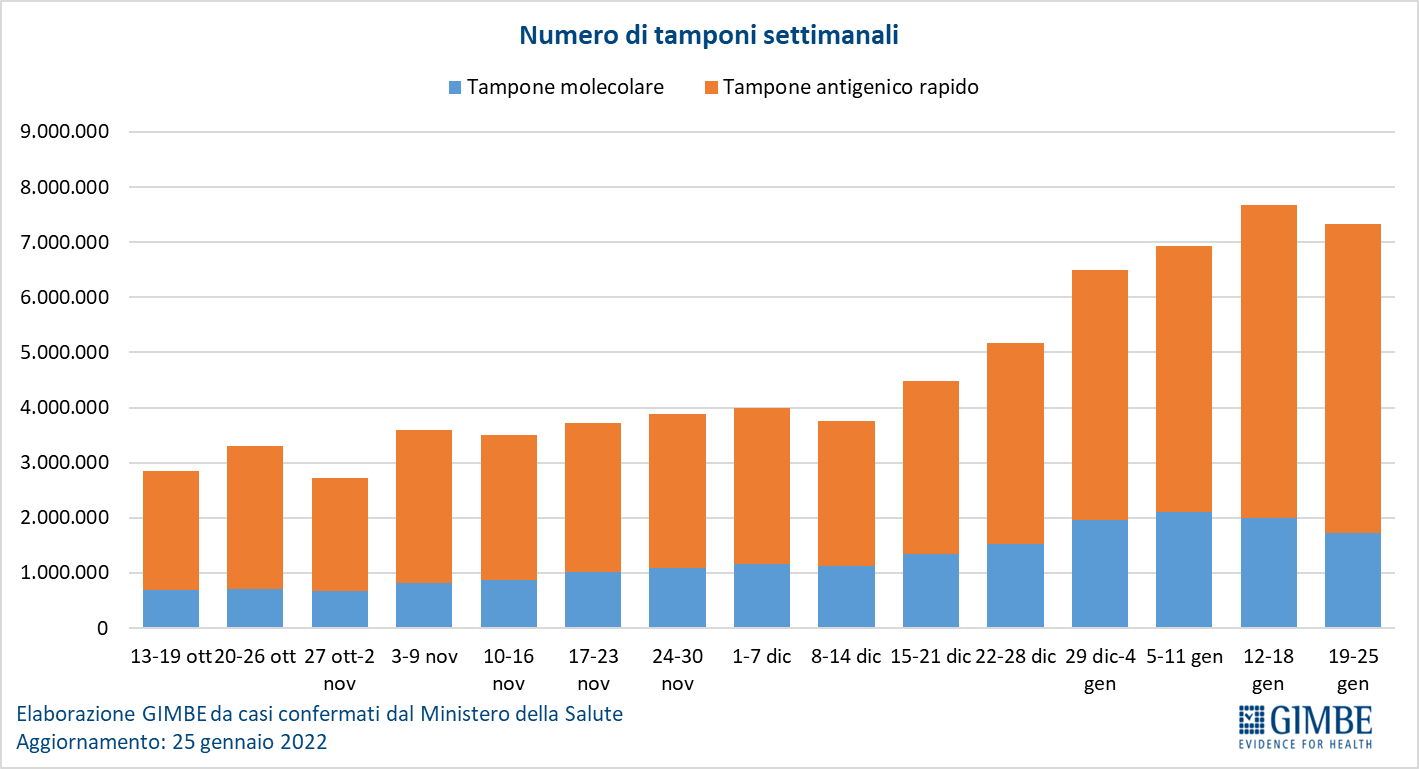 Numero di tamponi settimanali
Tampone molecolare Tampone antigenico rapido
9.000.000
8.000.000
7.000.000
6.000.000
5.000.000
4.000.000
3.000.000
2.000.000
1.000.000
0
13-19 ott 20-26 ott 27 ott-2 nov 3-9 nov 10-16 nov 17-23 nov 24-30 nov 1-7 dic 8-14 dic 15-21 dic 22-28 dic 29 dic-4 gen 5-11 gen 12-18 gen 19-25 gen
Elaborazione GIMBE da casi confermati dal Ministero della Salute
Aggiornamento: 25 gennaio 2022
GIMBE
EVIDENCE FOR HEALTH